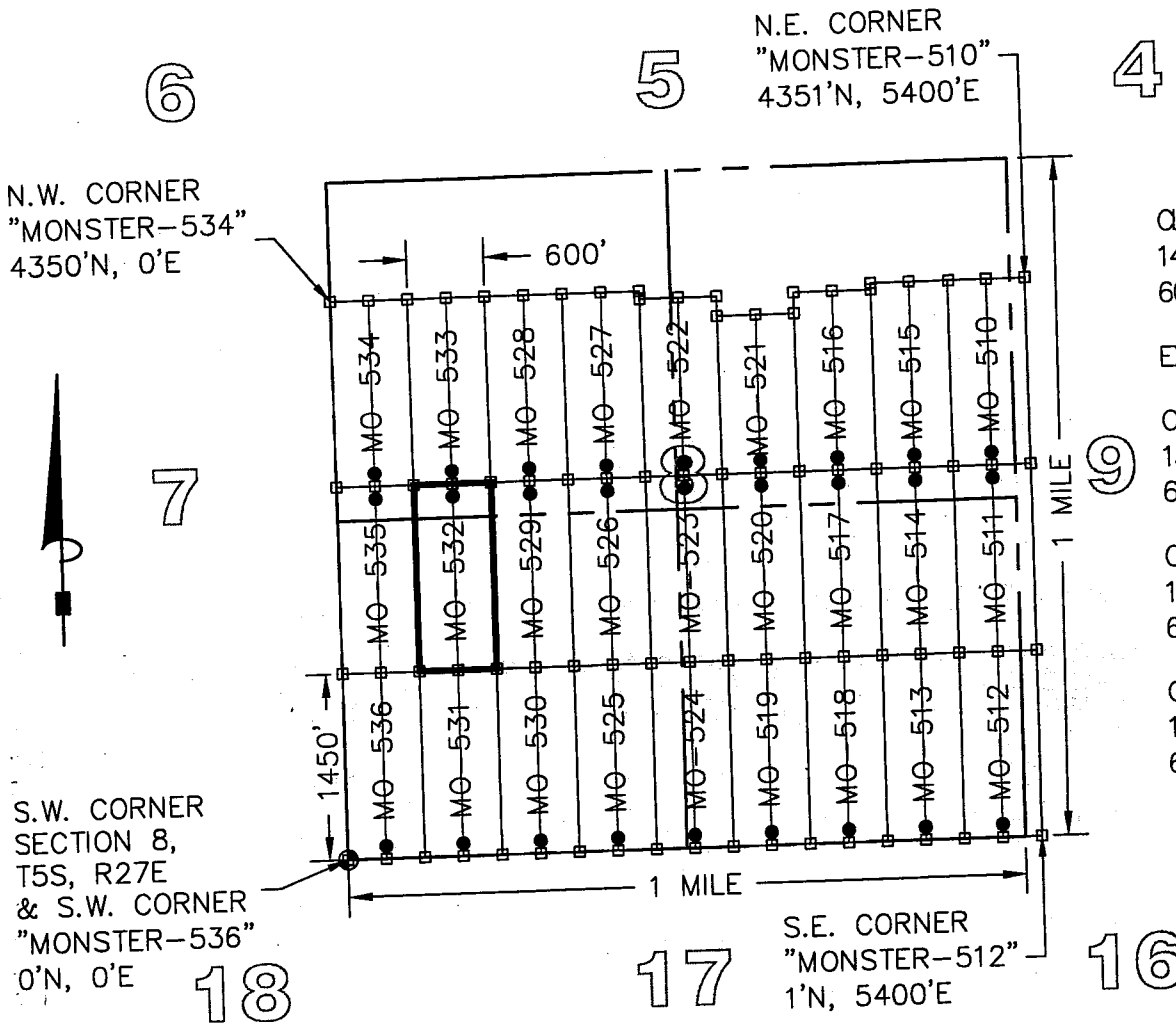 6
5
4
N.E. CORNER
"MONSTER-510"
4351'N, 5400'E
N.W. CORNER
"MONSTER-534"
4350'N, 0'E
600'
MO 534
MO 533
MO 528
MO 527
MO 522
MO 521
MO 516
MO 515
MO 510
7
8
9
1 MILE
MO 535
MO 532
MO 529
MO 526
MO-523
MO 520
MO 517
MO 514
MO 511
1450'
MO 536
MO 531
MO 530
MO 525
MO-524
MO 519
MO 518
MO 513
MO 512
S.W. CORNER
SECTION 8,
T5S, R27E
& S.W. CORNER
"MONSTER-536"
0'N, 0'E
1 MILE
S.E. CORNER
"MONSTER-512"
1'N, 5400'E
18
17
16